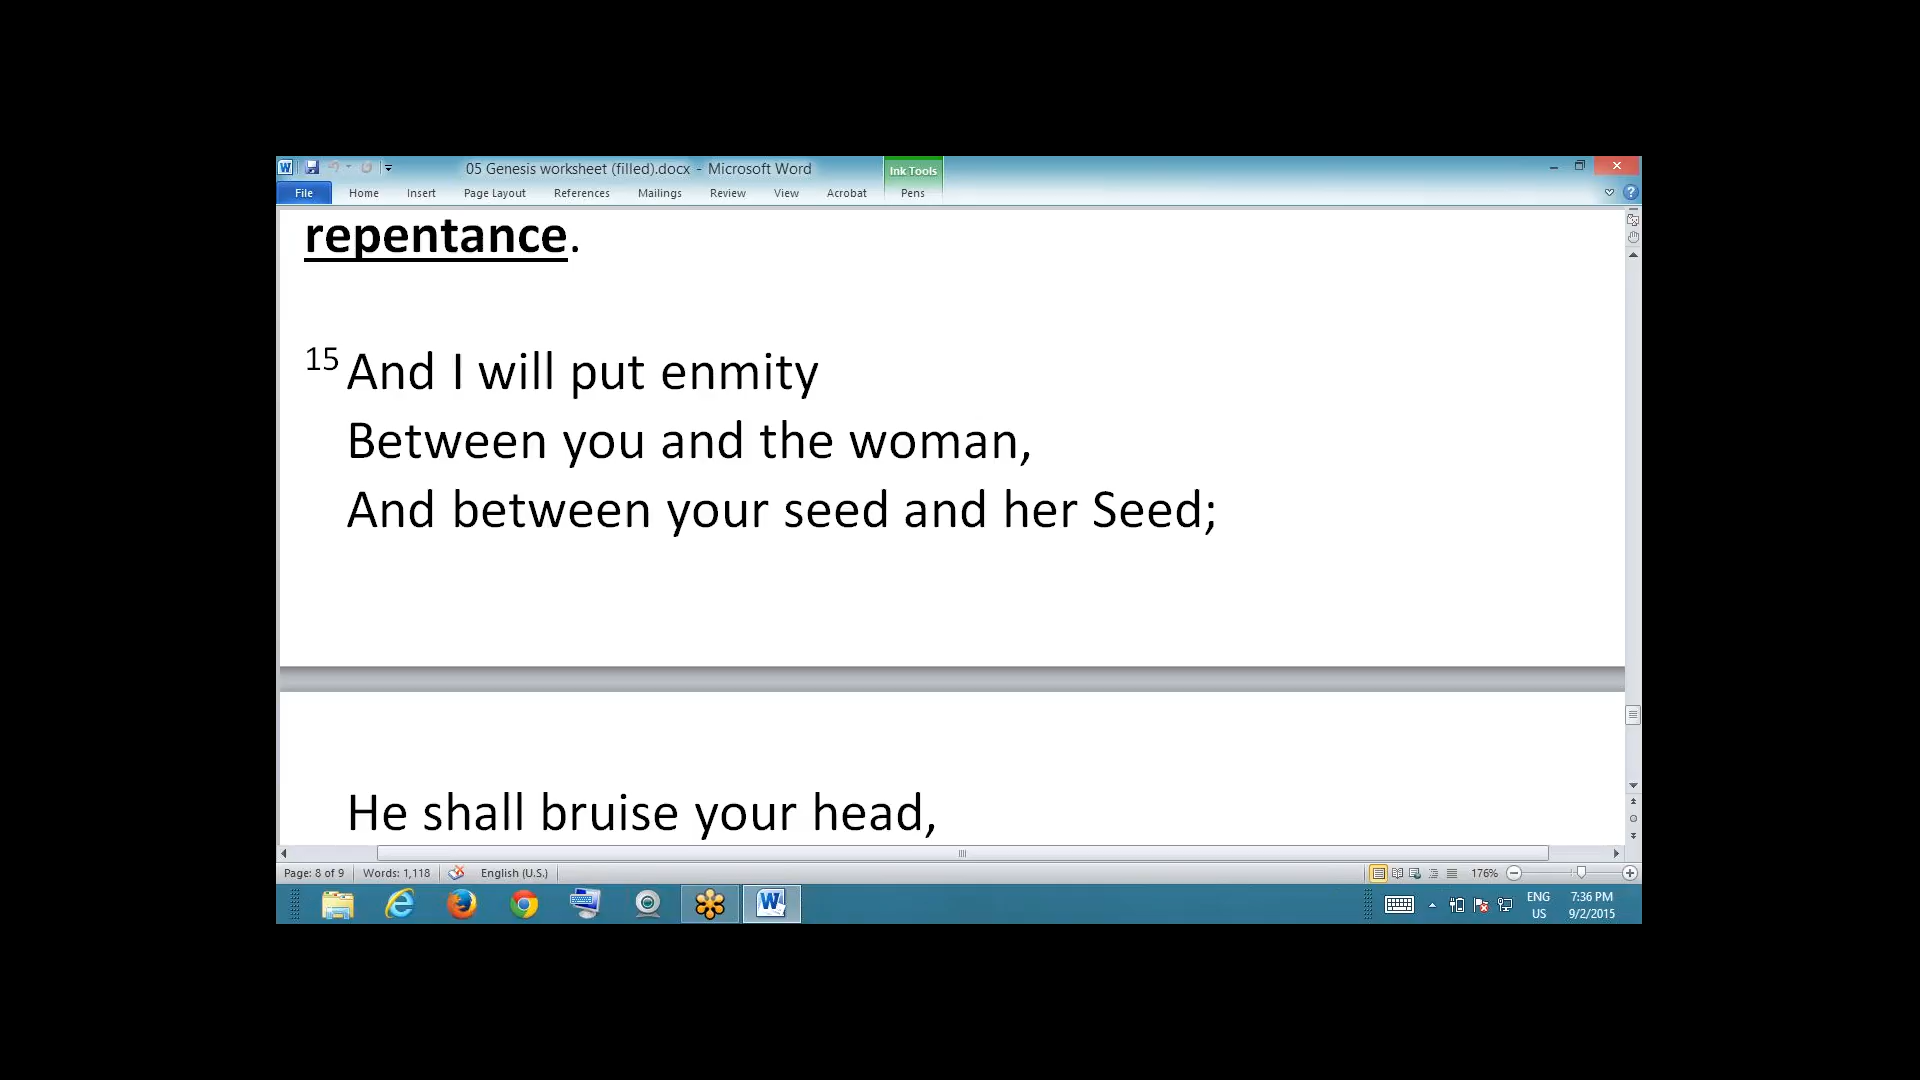 05 Genesis worksheet (filled).docx - Microsoft Word
Ink Tools
File Home Insert Page Layout References Mailings Review View Acrobat Pens
repentance.
15 And I will put enmity
Between you and the woman,
And between your seed and her Seed;
He shall bruise your head,
Page: 8 of 9 Words: 1,118 English (U.S.) 176%
ENG 7:36 PM
US 9/2/2015